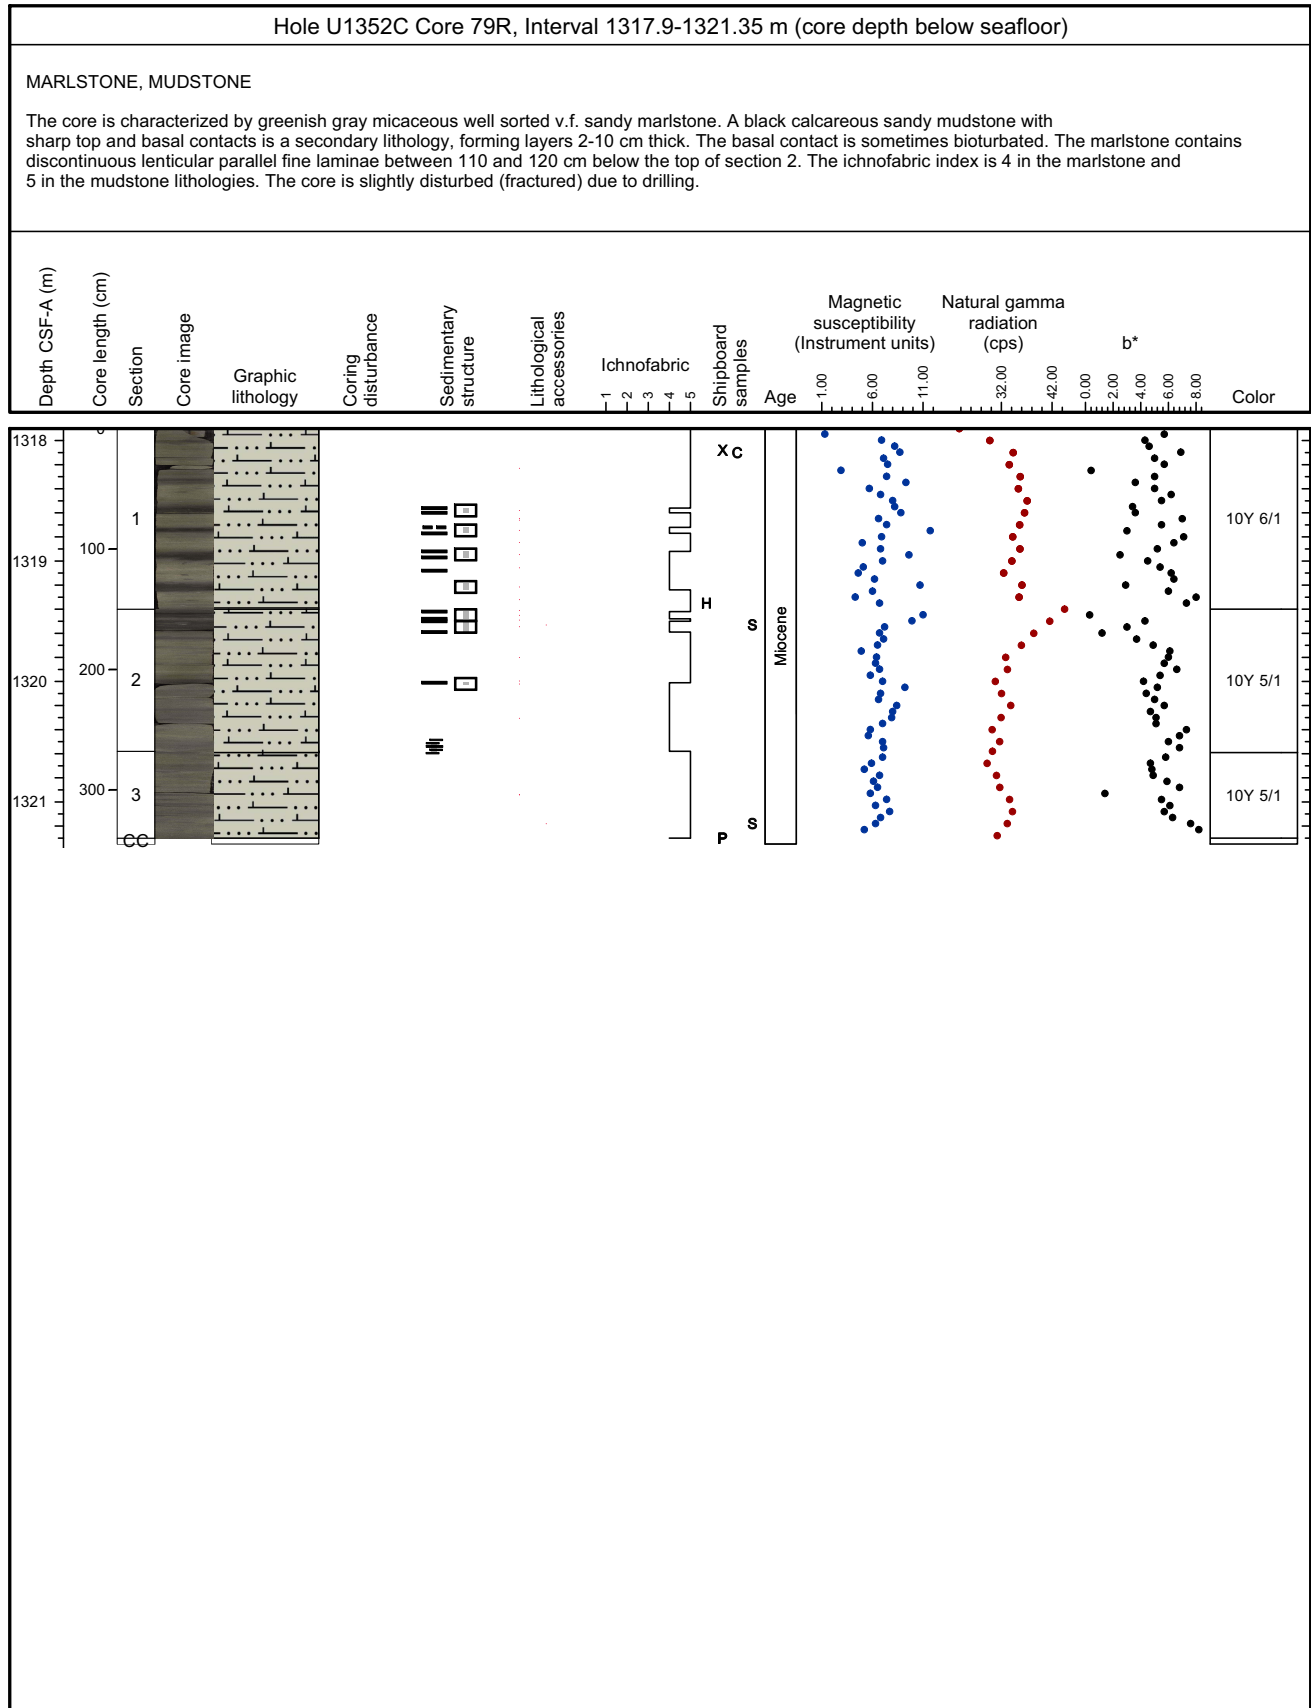 Hole U1352C Core 79R, Interval 1317.9-1321.35 m (core depth below seafloor)
MARLSTONE, MUDSTONE
The core is characterized by greenish gray micaceous well sorted v.f. sandy marlstone. A black calcareous sandy mudstone with
sharp top and basal contacts is a secondary lithology, forming layers 2-10 cm thick. The basal contact is sometimes bioturbated. The marlstone contains
discontinuous lenticular parallel fine laminae between 110 and 120 cm below the top of section 2. The ichnofabric index is 4 in the marlstone and
5 in the mudstone lithologies. The core is slightly disturbed (fractured) due to drilling.
Depth CSF-A (m)
Core length (cm)
Section
Core image
Graphic
lithology
Coring
disturbance
Sedimentary
structure
Lithological
accessories
Ichnofabric
1 2 3 4 5
Shipboard
samples
Age
Magnetic
susceptibility
(Instrument units)
1.00 6.00 11.00
Natural gamma
radiation
(cps)
32.00 42.00
b*
0.00 2.00 4.00 6.00 8.00
Color
1318
1319
1320
1321
0
100
200
300
1
2
3
CC
X C
H
S
S
P
Miocene
10Y 6/1
10Y 5/1
10Y 5/1